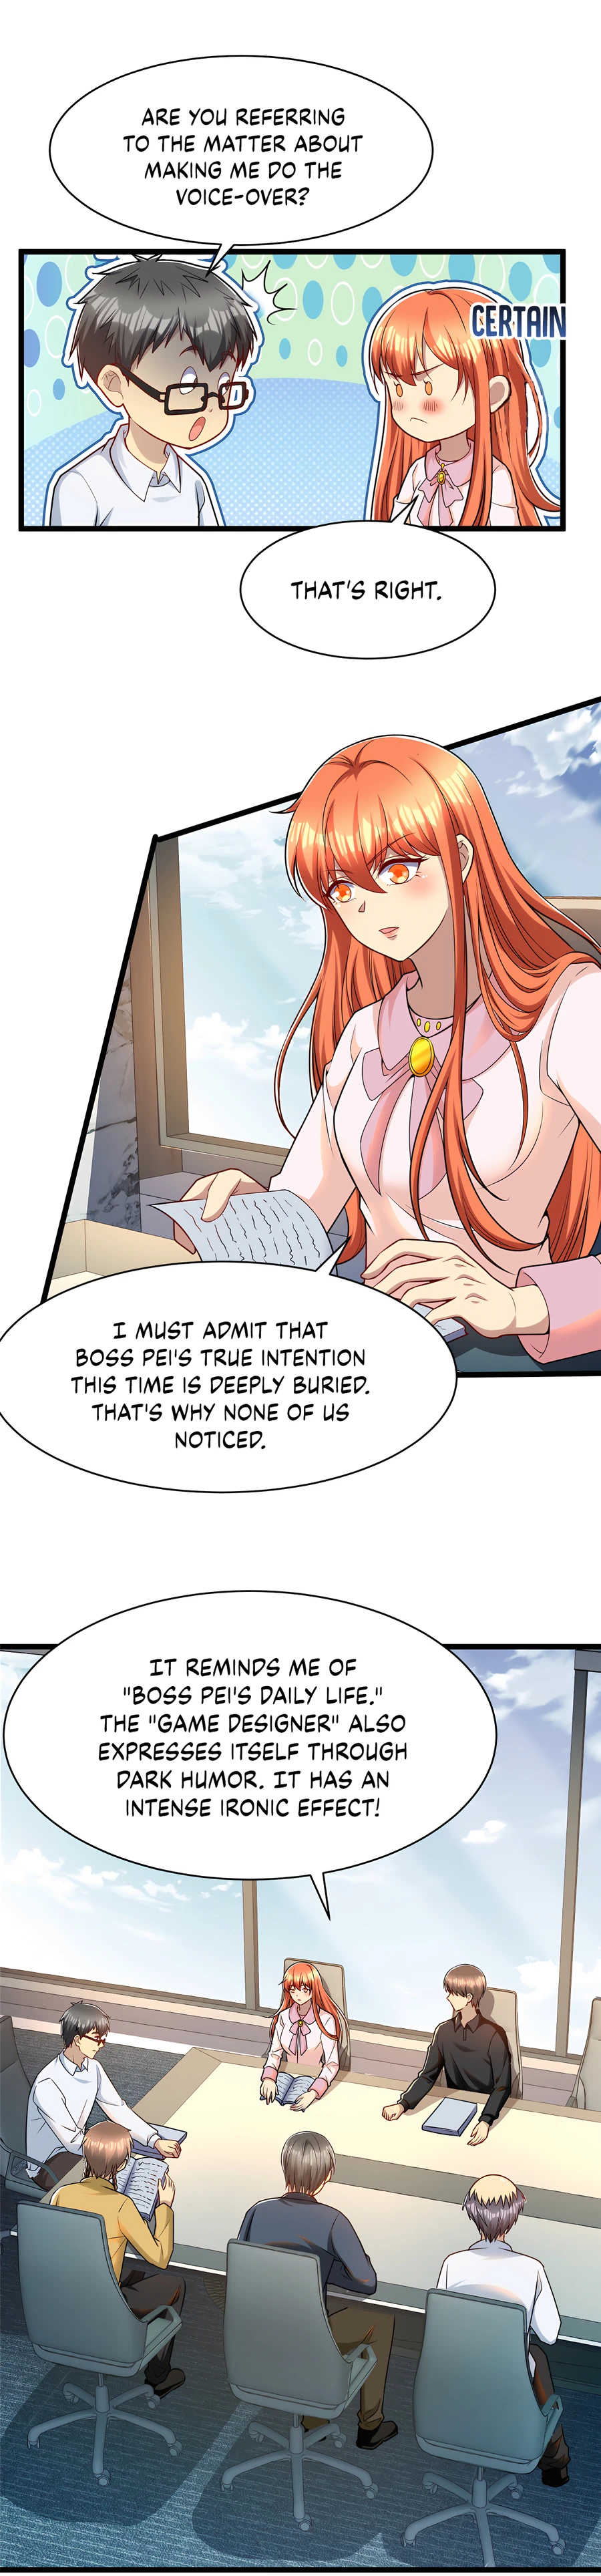 ARE YOU REFERRING
TO THE MATTER ABOUT
MAKING ME DO THE
VOICE-OVER?
CERTAIN
THAT'S RIGHT.
I MUST ADMIT THAT
BOSS PEI'S TRUE INTENTION
THIS TIME IS DEEPLY BURIED.
THAT'S WHY NONE OF US
NOTICED.
IT REMINDS ME OF
"BOSS PEI'S DAILY LIFE."
THE "GAME DESIGNER" ALSO
EXPRESSES ITSELF THROUGH
DARK HUMOR. IT HAS AN
INTENSE IRONIC EFFECT!